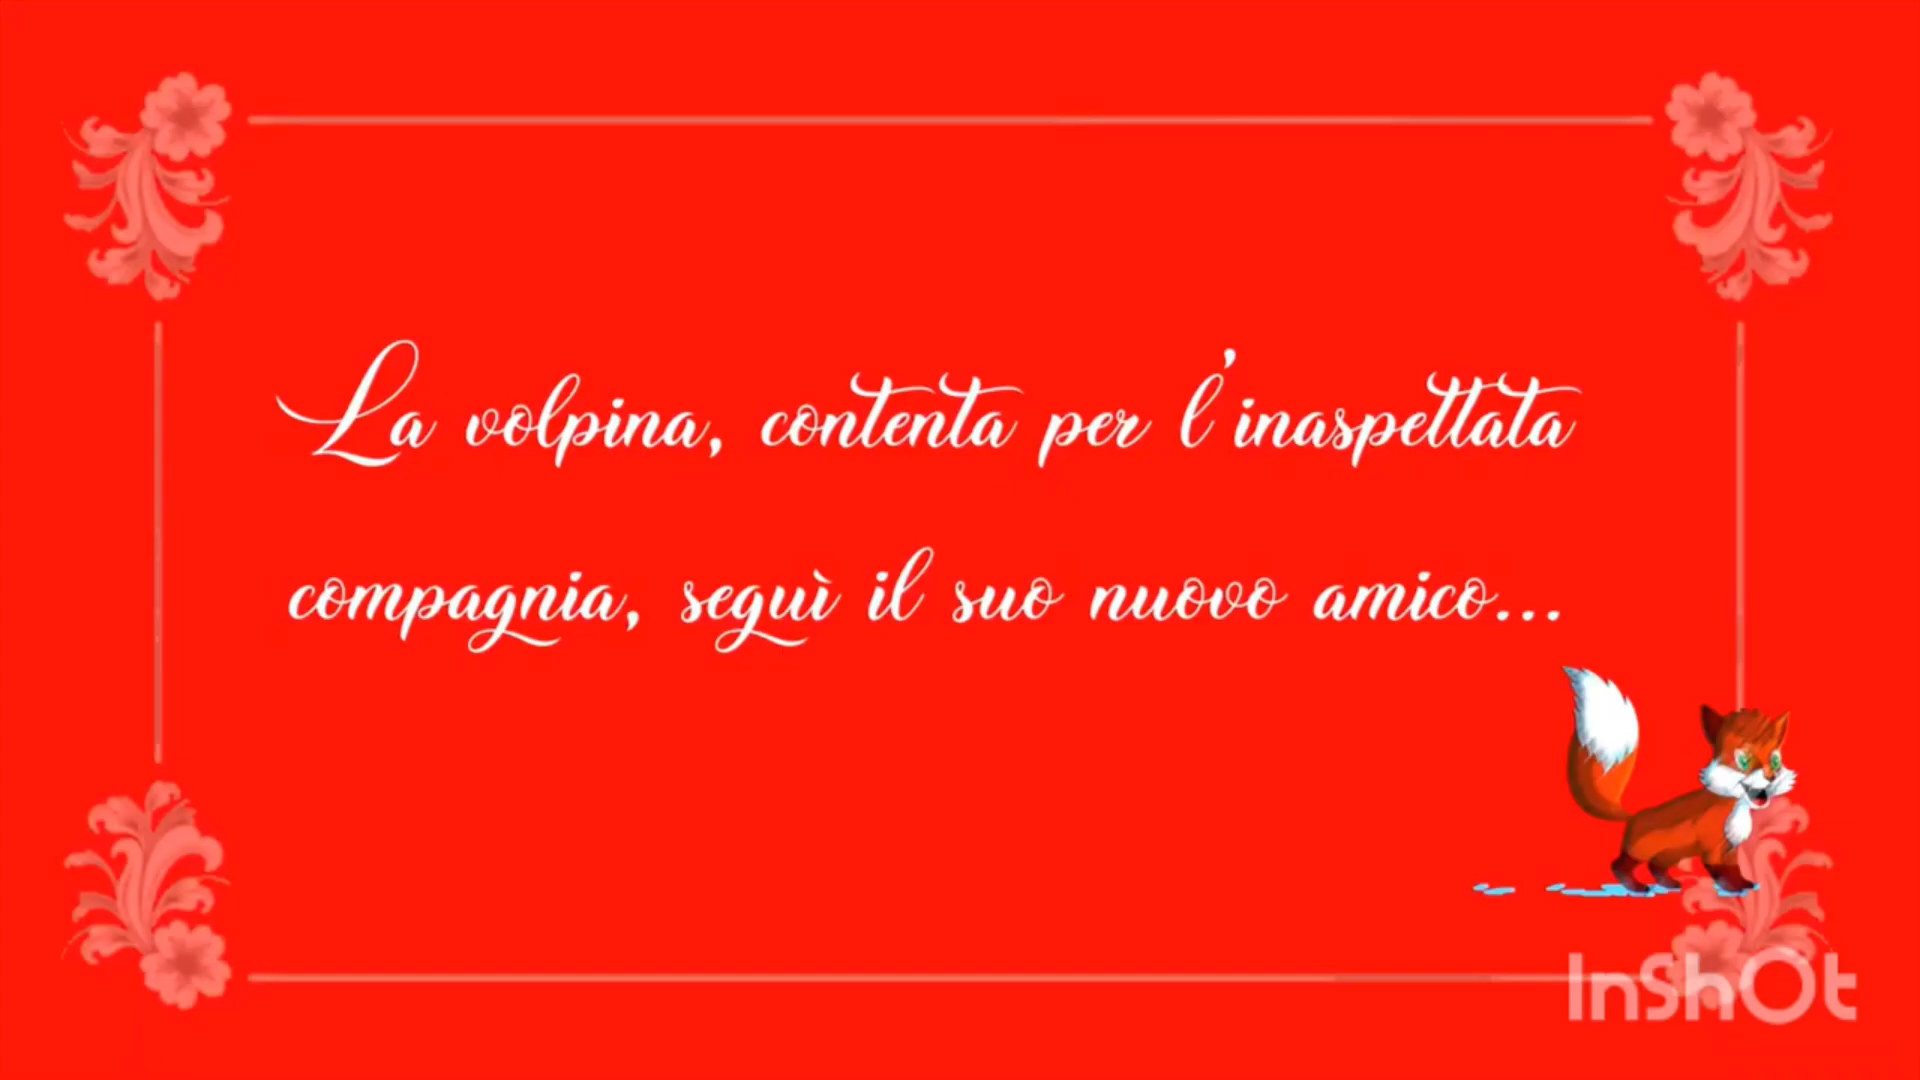 La volpina, contenta per l'inaspettata
compagnia, seguì il suo nuovo amico...
InShOt